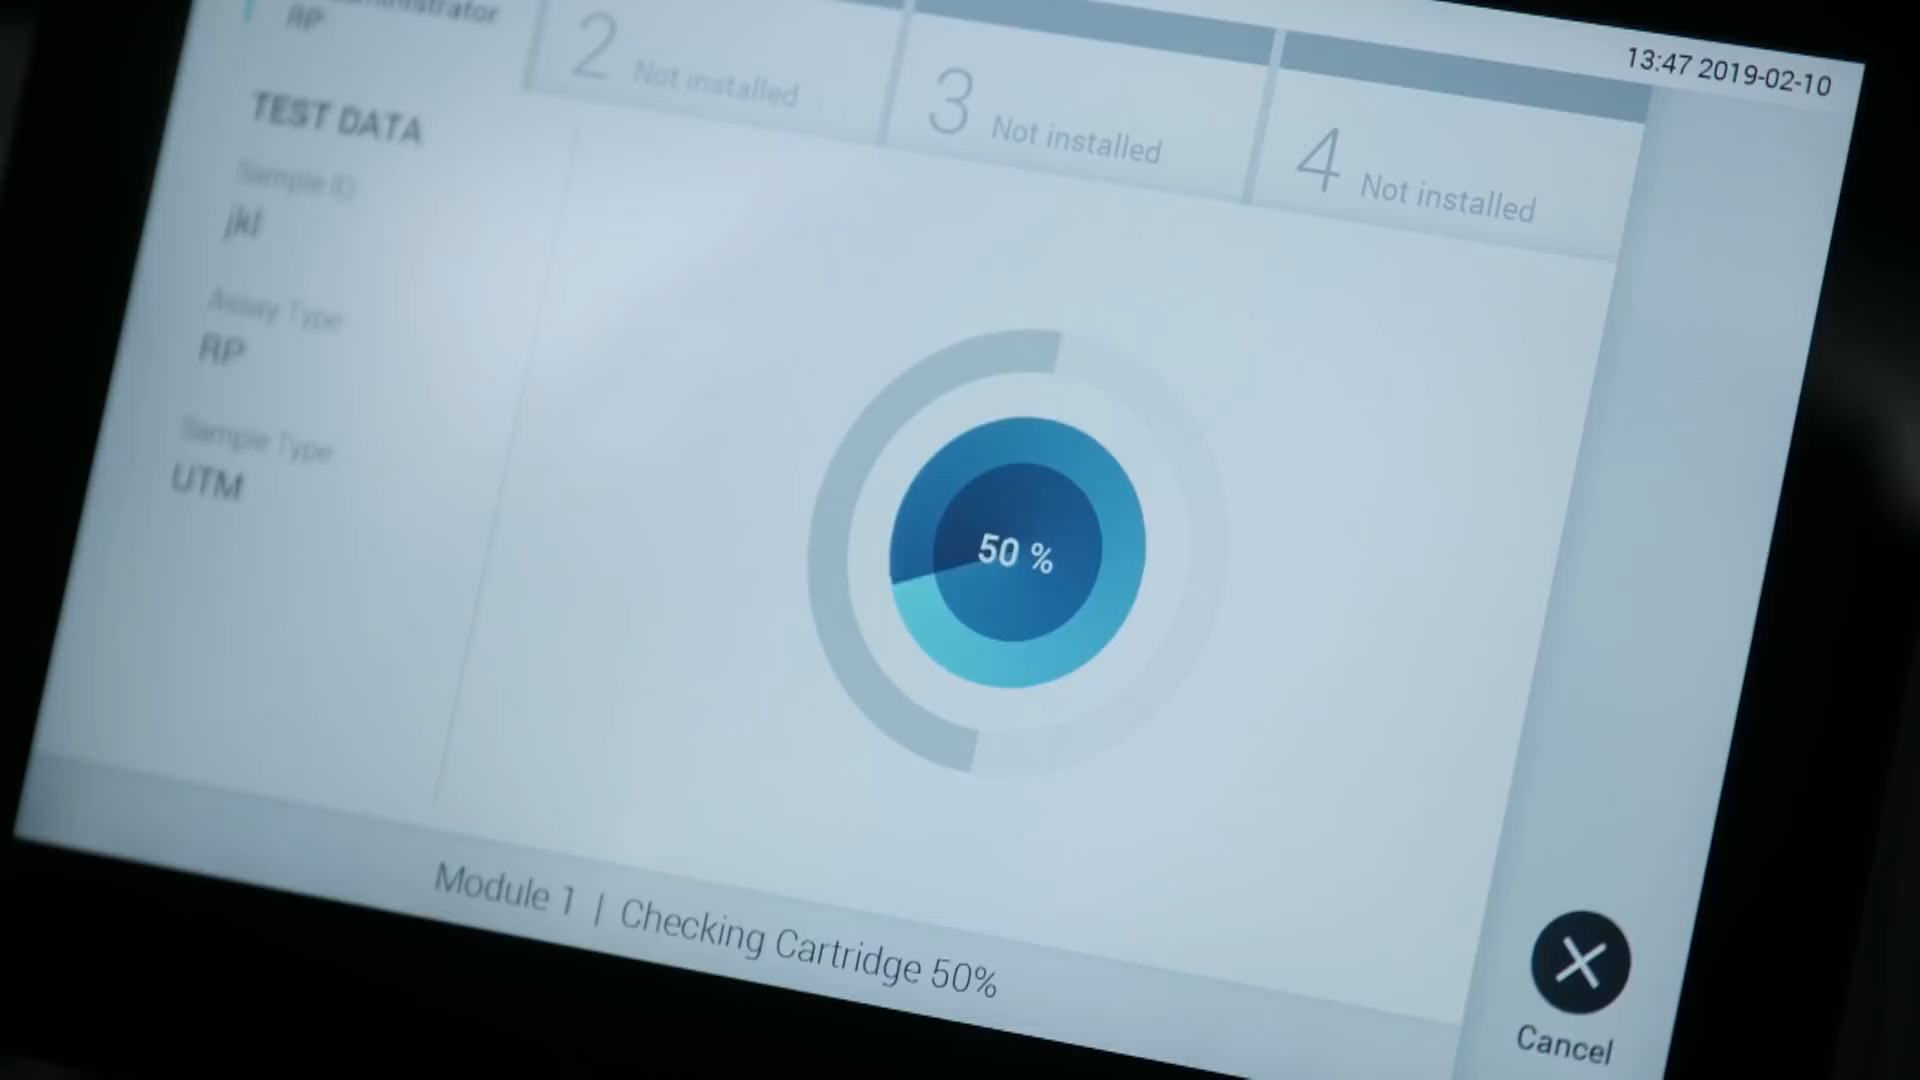 13:47 2019-02-10
RP
2 Not installed
3 Not installed
4 Not installed
TEST DATA
Sample ID
jkl
Assay Type
RP
Sample Type
UTM
50 %
Module 1 | Checking Cartridge 50%
Cancel